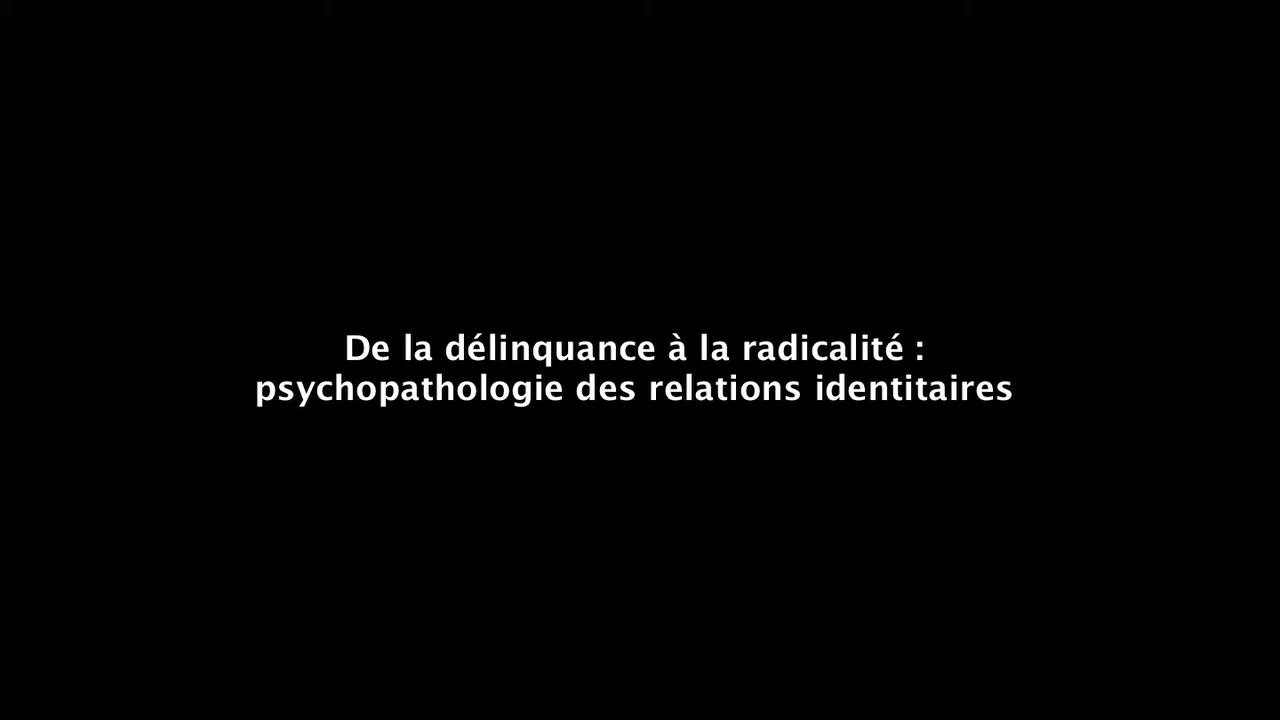 De la délinquance à la radicalité :
psychopathologie des relations identitaires